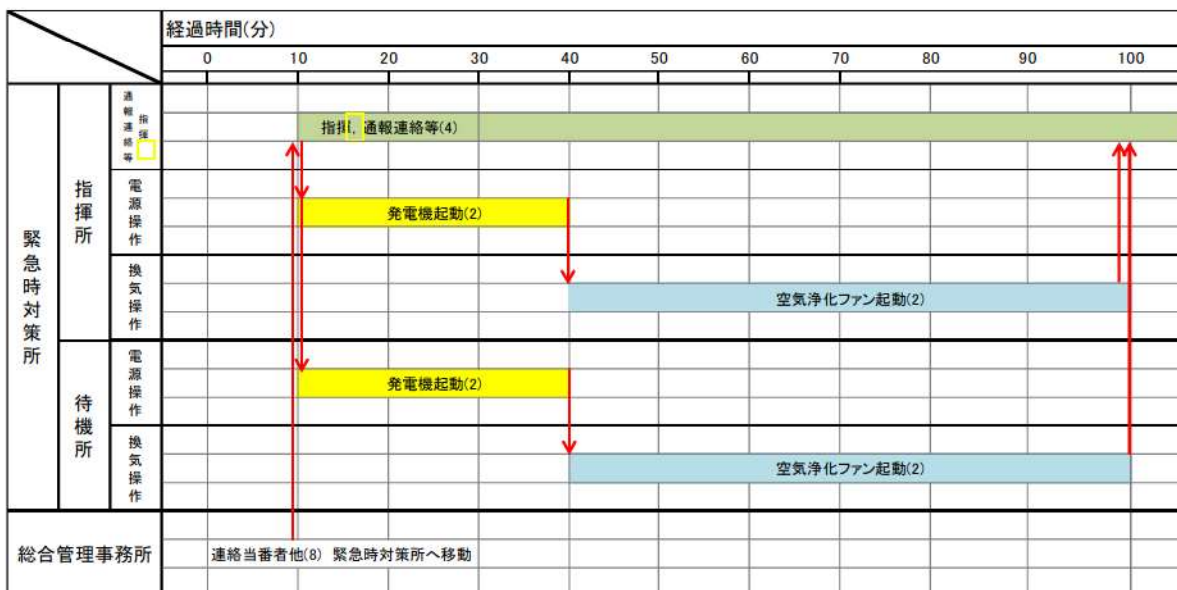 経過時間(分)
0 10 20 30 40 50 60 70 80 90 100
緊急時対策所
指揮所
指揮,
通報連絡等
指揮, 通報連絡等(4)
電源操作
発電機起動(2)
換気操作
空気浄化ファン起動(2)
待機所
電源操作
発電機起動(2)
換気操作
空気浄化ファン起動(2)
総合管理事務所
連絡当番者他(8) 緊急時対策所へ移動